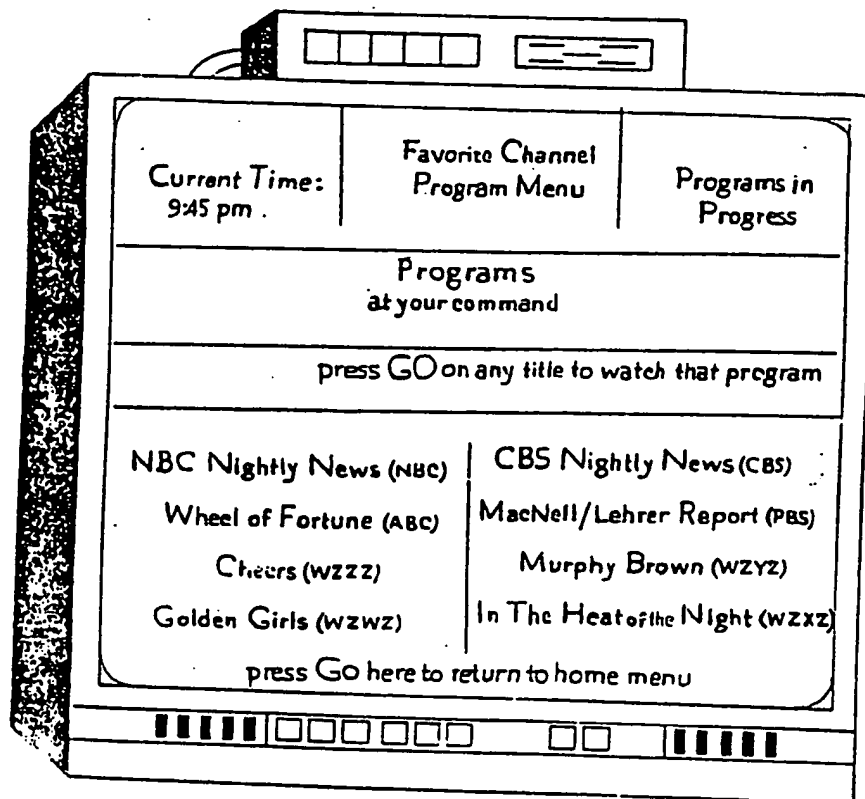 Current Time:
9:45 pm .
Favorite Channel
Program Menu
Programs in
Progress
Programs
at your command
press GO on any title to watch that program
NBC Nightly News (NBC)
CBS Nightly News (CBS)
Wheel of Fortune (ABC)
MacNell/Lehrer Report (PBS)
Cheers (WZZZ)
Murphy Brown (WZYZ)
Golden Girls (WZWZ)
In The Heat of the Night (WZXZ)
press Go here to return to home menu